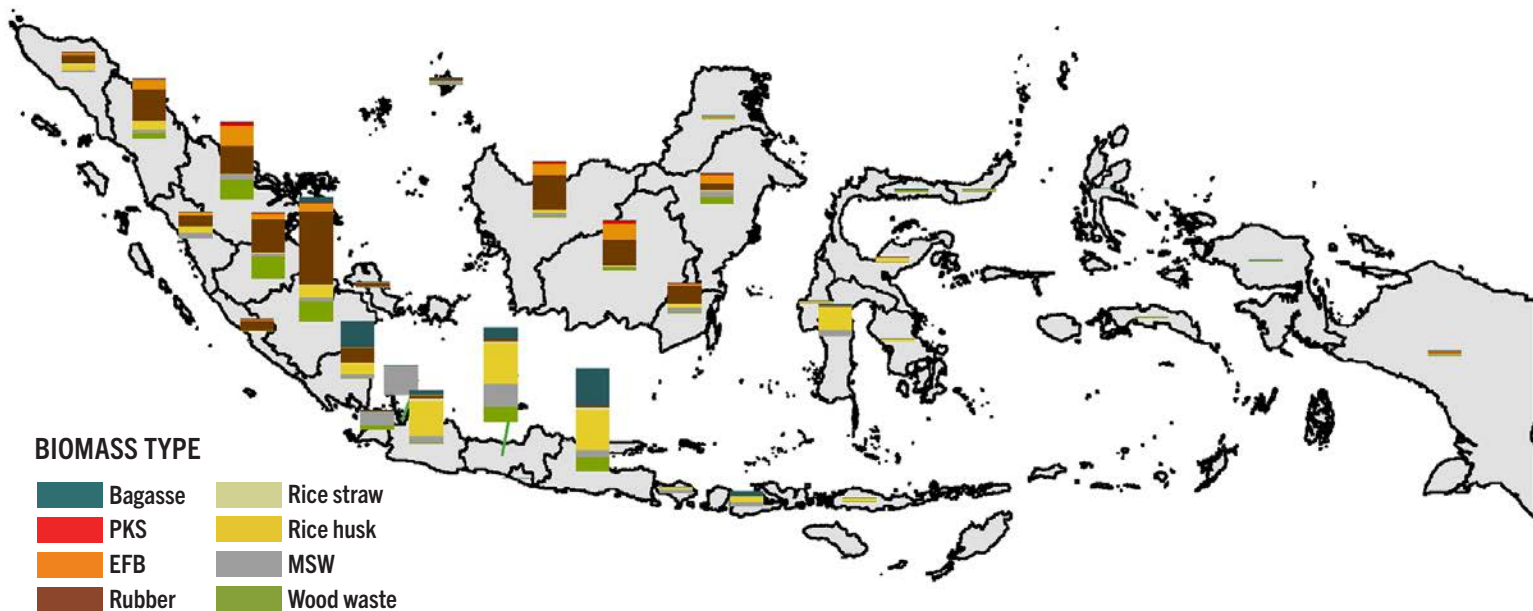 BIOMASS TYPE
Bagasse
PKS
EFB
Rubber
Rice straw
Rice husk
MSW
Wood waste